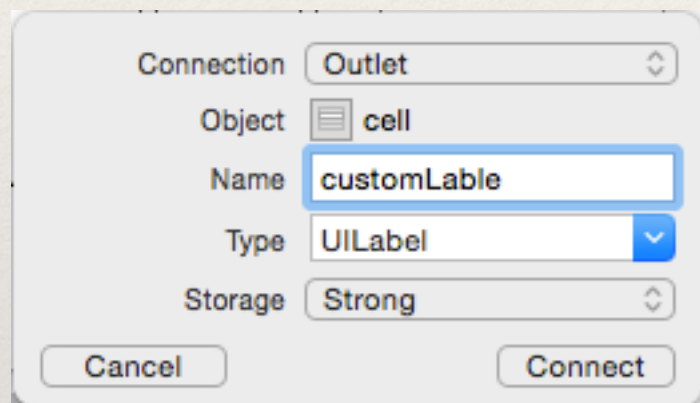 Connection Outlet
Object cell
Name customLable
Type UILabel
Storage Strong
Cancel Connect